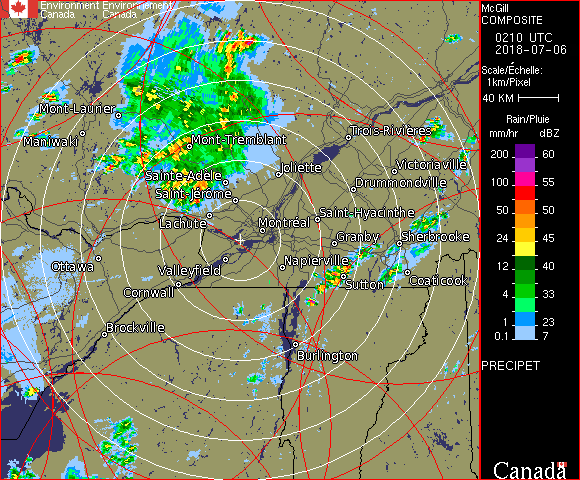 Environment Environnement
Canada Canada
McGill
COMPOSITE
0210 UTC
2018-07-06
Scale/Échelle:
1km/Pixel
40 KM
Rain/Pluie
mm/hr dBZ
200 60
100 55
50 50
24 45
12 40
4 33
1 23
0.1 7
PRECIPET
Canada
Mont-Laurier
Maniwaki
Mont-Tremblant
Trois-Rivières
Sainte-Adèle
Joliette
Victoriaville
Saint-Jérôme
Drummondville
Lachute
Saint-Hyacinthe
Montréal
Granby
Sherbrooke
Ottawa
Valleyfield
Napierville
Cornwall
Sutton
Coaticook
Brockville
Burlington